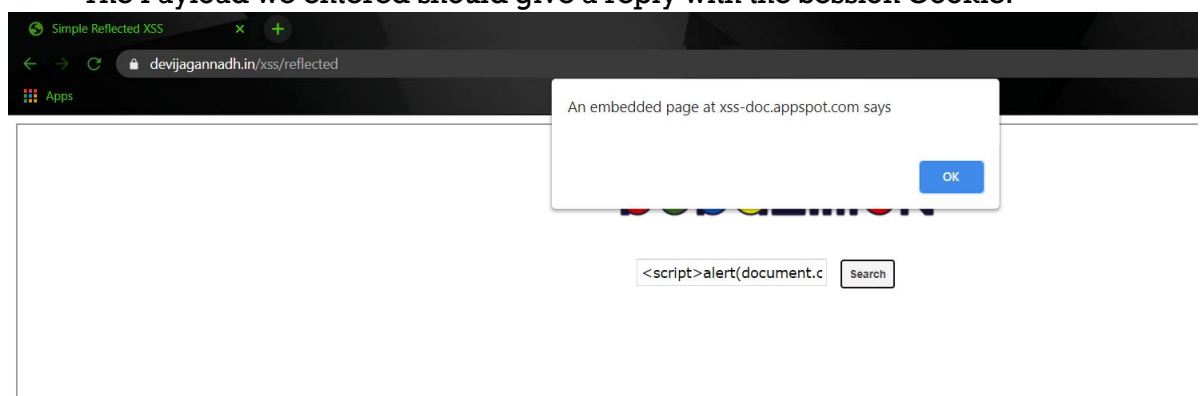 The Payload we entered should give a reply with the Session Cookie.
Simple Reflected XSS
devijagannadh.in/xss/reflected
Apps
An embedded page at xss-doc.appspot.com says
OK
<script>alert(document.c
Search